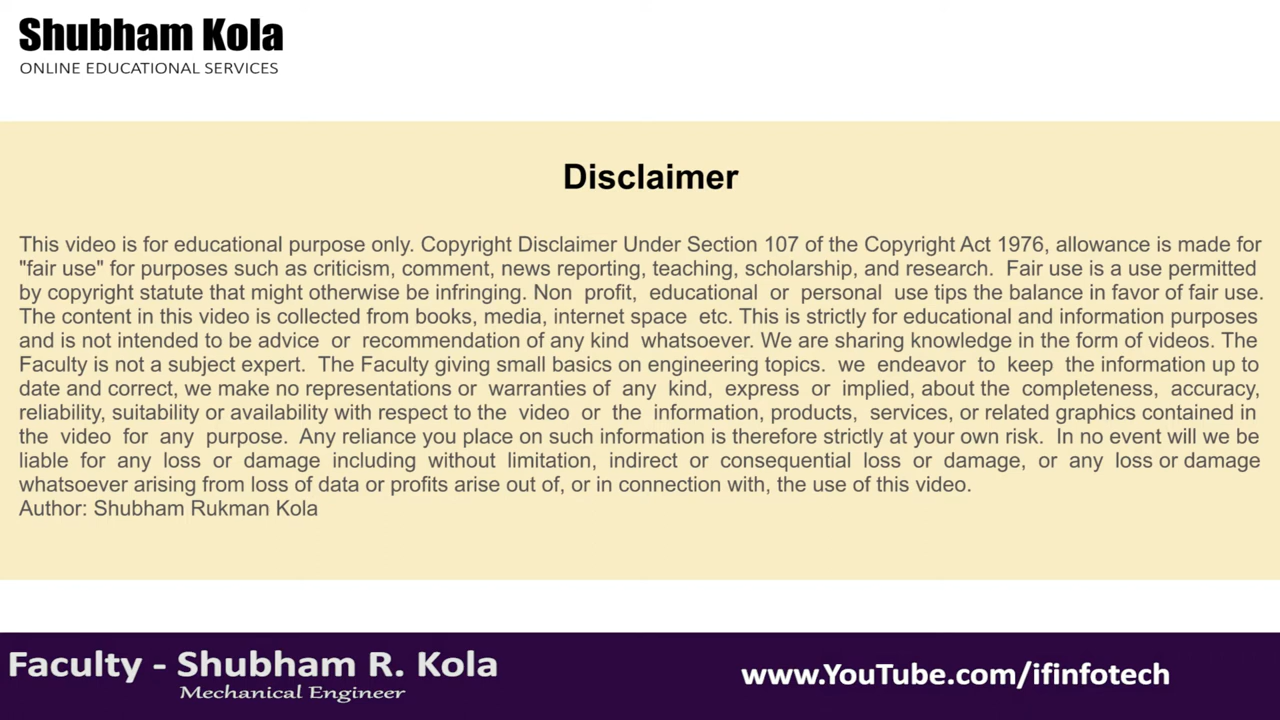 Shubham Kola
ONLINE EDUCATIONAL SERVICES
Disclaimer
This video is for educational purpose only. Copyright Disclaimer Under Section 107 of the Copyright Act 1976, allowance is made for
"fair use" for purposes such as criticism, comment, news reporting, teaching, scholarship, and research. Fair use is a use permitted
by copyright statute that might otherwise be infringing. Non profit, educational or personal use tips the balance in favor of fair use.
The content in this video is collected from books, media, internet space etc. This is strictly for educational and information purposes
and is not intended to be advice or recommendation of any kind whatsoever. We are sharing knowledge in the form of videos. The
Faculty is not a subject expert. The Faculty giving small basics on engineering topics. we endeavor to keep the information up to
date and correct, we make no representations or warranties of any kind, express or implied, about the completeness, accuracy,
reliability, suitability or availability with respect to the video or the information, products, services, or related graphics contained in
the video for any purpose. Any reliance you place on such information is therefore strictly at your own risk. In no event will we be
liable for any loss or damage including without limitation, indirect or consequential loss or damage, or any loss or damage
whatsoever arising from loss of data or profits arise out of, or in connection with, the use of this video.
Author: Shubham Rukman Kola
Faculty - Shubham R. Kola
Mechanical Engineer
www.YouTube.com/ifinfotech